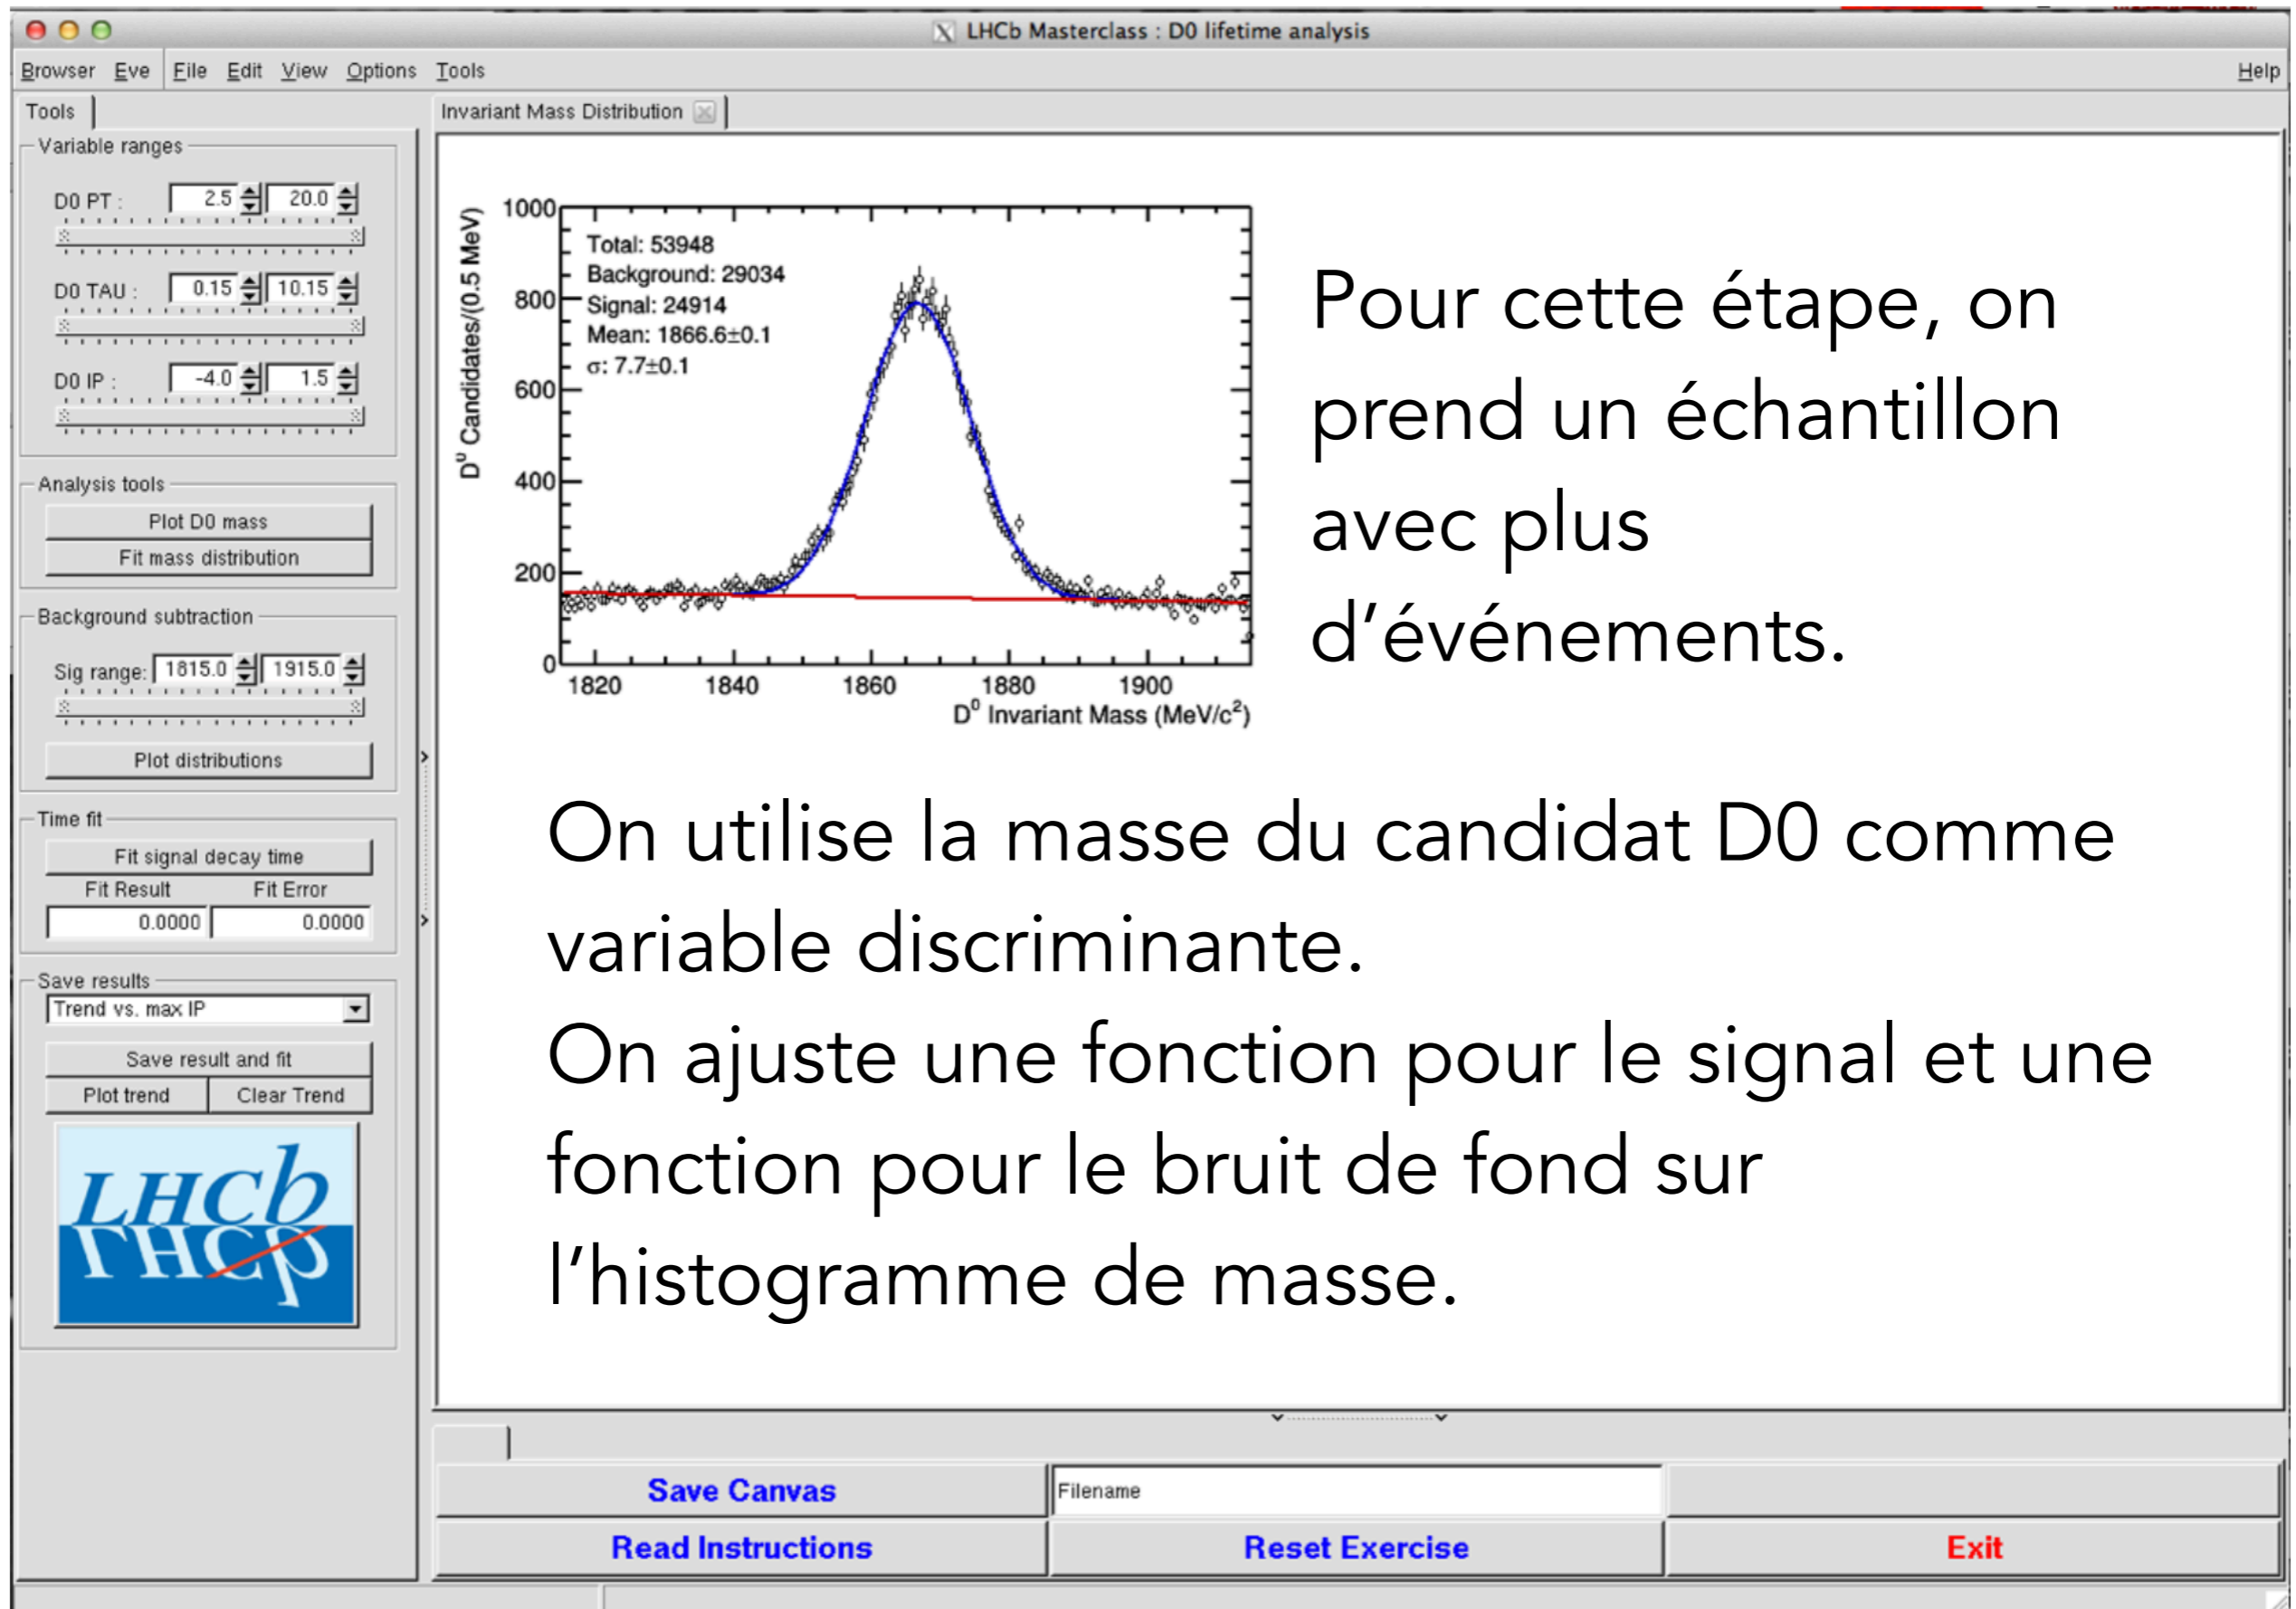 LHCb Masterclass : D0 lifetime analysis
Browser Eve File Edit View Options Tools Help
Tools
Variable ranges
D0 PT : 2.5 20.0
D0 TAU : 0.15 10.15
D0 IP : -4.0 1.5
Analysis tools
Plot D0 mass
Fit mass distribution
Background subtraction
Sig range: 1815.0 1915.0
Plot distributions
Time fit
Fit signal decay time
Fit Result Fit Error
0.0000 0.0000
Save results
Trend vs. max IP
Save result and fit
Plot trend Clear Trend
LHCb
LHCb
Invariant Mass Distribution
D⁰ Candidates/(0.5 MeV)
1000
800
600
400
200
0
Total: 53948
Background: 29034
Signal: 24914
Mean: 1866.6±0.1
σ: 7.7±0.1
1820 1840 1860 1880 1900
D⁰ Invariant Mass (MeV/c²)
Pour cette étape, on
prend un échantillon
avec plus
d’événements.
On utilise la masse du candidat D0 comme
variable discriminante.
On ajuste une fonction pour le signal et une
fonction pour le bruit de fond sur
l’histogramme de masse.
Save Canvas Filename
Read Instructions Reset Exercise Exit